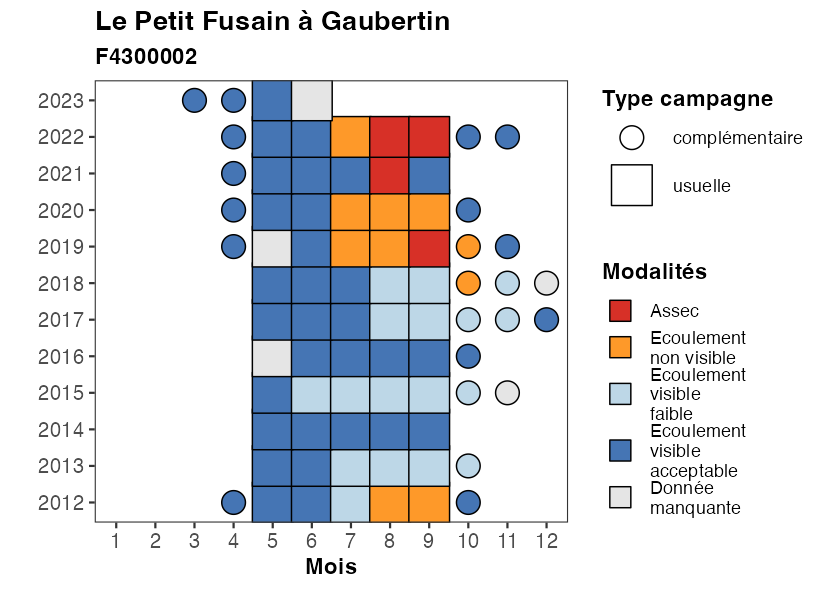 Le Petit Fusain à Gaubertin
F4300002
2023
2022
2021
2020
2019
2018
2017
2016
2015
2014
2013
2012
1 2 3 4 5 6 7 8 9 10 11 12
Mois
Type campagne
complémentaire
usuelle
Modalités
Assec
Ecoulement
non visible
Ecoulement
visible
faible
Ecoulement
visible
acceptable
Donnée
manquante